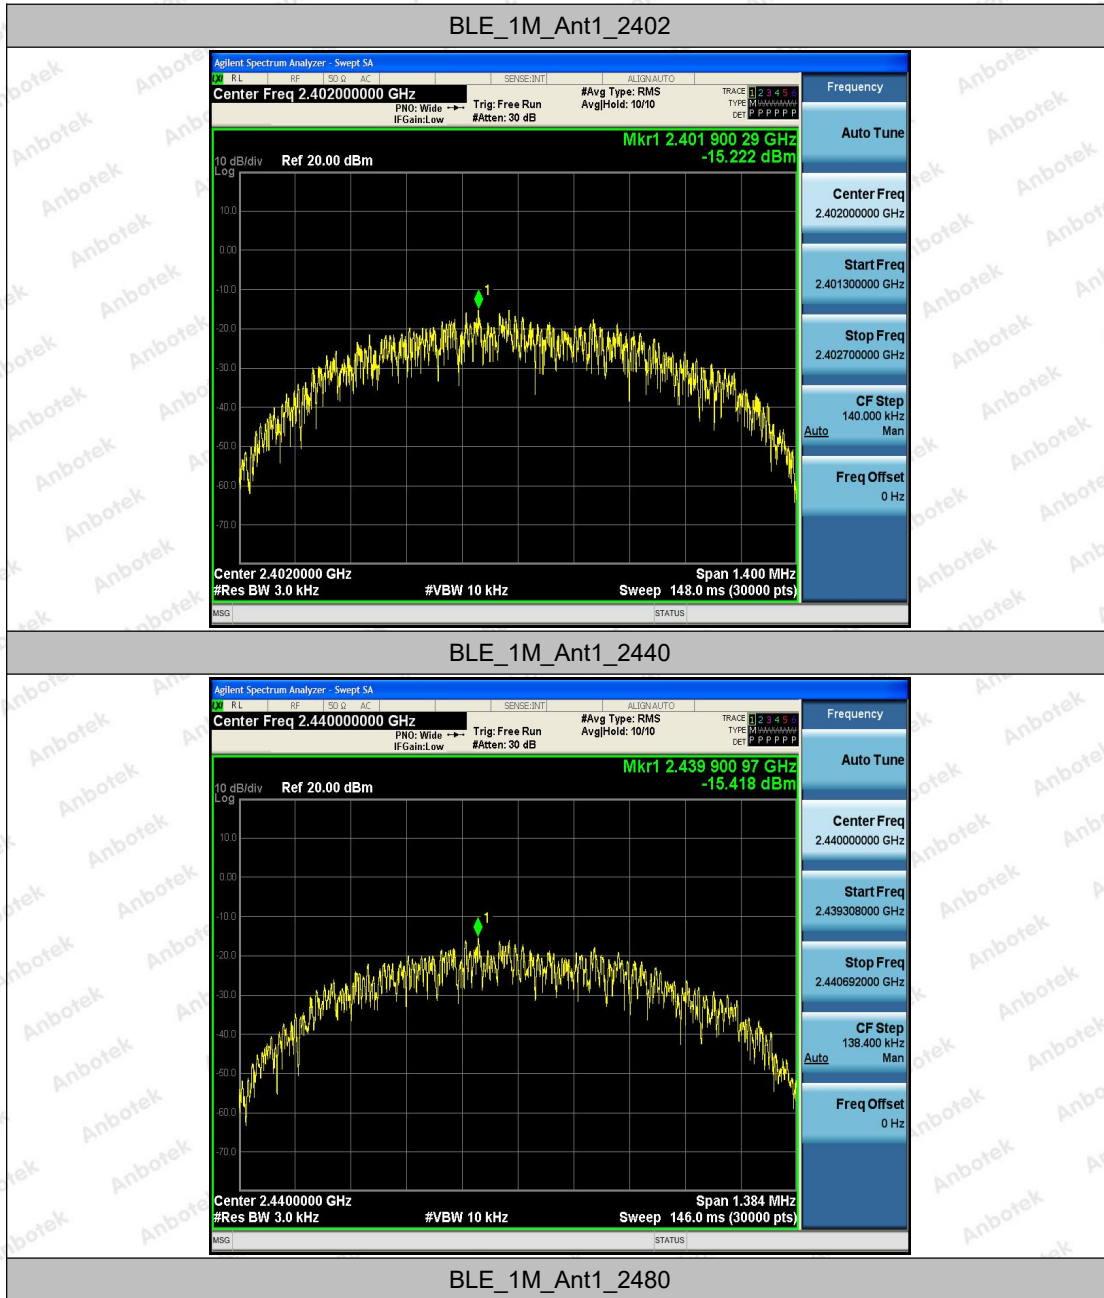 BLE_1M_Ant1_2402
Agilent Spectrum Analyzer - Swept SA
RL RF 50 Ω AC SENSE:INT ALIGN AUTO
Center Freq 2.402000000 GHz
PNO: Wide
IFGain:Low
Trig: Free Run
#Atten: 30 dB
#Avg Type: RMS
Avg|Hold: 10/10
TRACE 1 2 3 4 5 6
TYPE M
DET P P P P P P
Mkr1 2.401 900 29 GHz
-15.222 dBm
10 dB/div Ref 20.00 dBm
Log
10.0
0.00
-10.0
-20.0
-30.0
-40.0
-50.0
-60.0
-70.0
1
Center 2.4020000 GHz Span 1.400 MHz
#Res BW 3.0 kHz #VBW 10 kHz Sweep 148.0 ms (30000 pts)
MSG STATUS
Frequency
Auto Tune
Center Freq
2.402000000 GHz
Start Freq
2.401300000 GHz
Stop Freq
2.402700000 GHz
CF Step
140.000 kHz
Auto Man
Freq Offset
0 Hz
BLE_1M_Ant1_2440
Agilent Spectrum Analyzer - Swept SA
RL RF 50 Ω AC SENSE:INT ALIGN AUTO
Center Freq 2.440000000 GHz
PNO: Wide
IFGain:Low
Trig: Free Run
#Atten: 30 dB
#Avg Type: RMS
Avg|Hold: 10/10
TRACE 1 2 3 4 5 6
TYPE M
DET P P P P P P
Mkr1 2.439 900 97 GHz
-15.418 dBm
10 dB/div Ref 20.00 dBm
Log
10.0
0.00
-10.0
-20.0
-30.0
-40.0
-50.0
-60.0
-70.0
1
Center 2.4400000 GHz Span 1.384 MHz
#Res BW 3.0 kHz #VBW 10 kHz Sweep 146.0 ms (30000 pts)
MSG STATUS
Frequency
Auto Tune
Center Freq
2.440000000 GHz
Start Freq
2.439308000 GHz
Stop Freq
2.440692000 GHz
CF Step
138.400 kHz
Auto Man
Freq Offset
0 Hz
BLE_1M_Ant1_2480
Anbotek